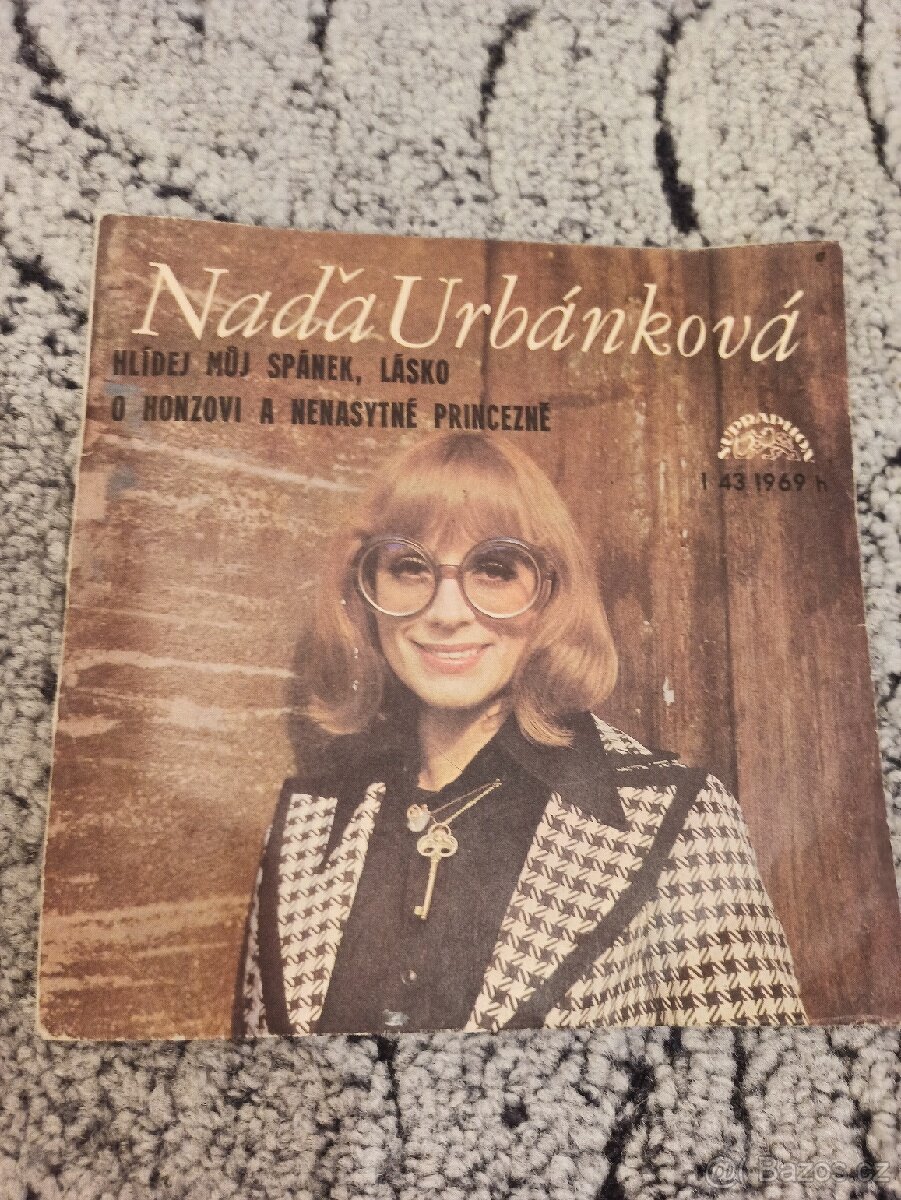 Naďa Urbánková
HLÍDEJ MŮJ SPÁNEK, LÁSKO
O HONZOVI A NENASYTNÉ PRINCEZNĚ
SUPRAPHON
1 43 1969 h
@ Bazos.cz